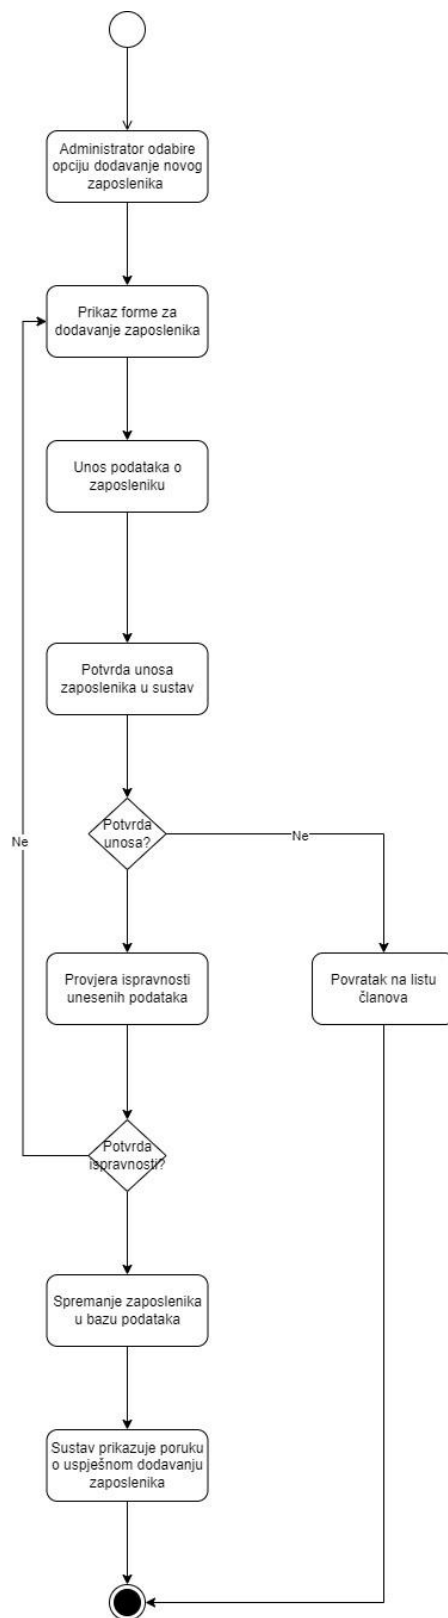 Administrator odabire
opciju dodavanje novog
zaposlenika
Prikaz forme za
dodavanje zaposlenika
Unos podataka o
zaposleniku
Potvrda unosa
zaposlenika u sustav
Potvrda
unosa?
Ne
Ne
Provjera ispravnosti
unesenih podataka
Povratak na listu
članova
Potvrda
ispravnosti?
Spremanje zaposlenika
u bazu podataka
Sustav prikazuje poruku
o uspješnom dodavanju
zaposlenika